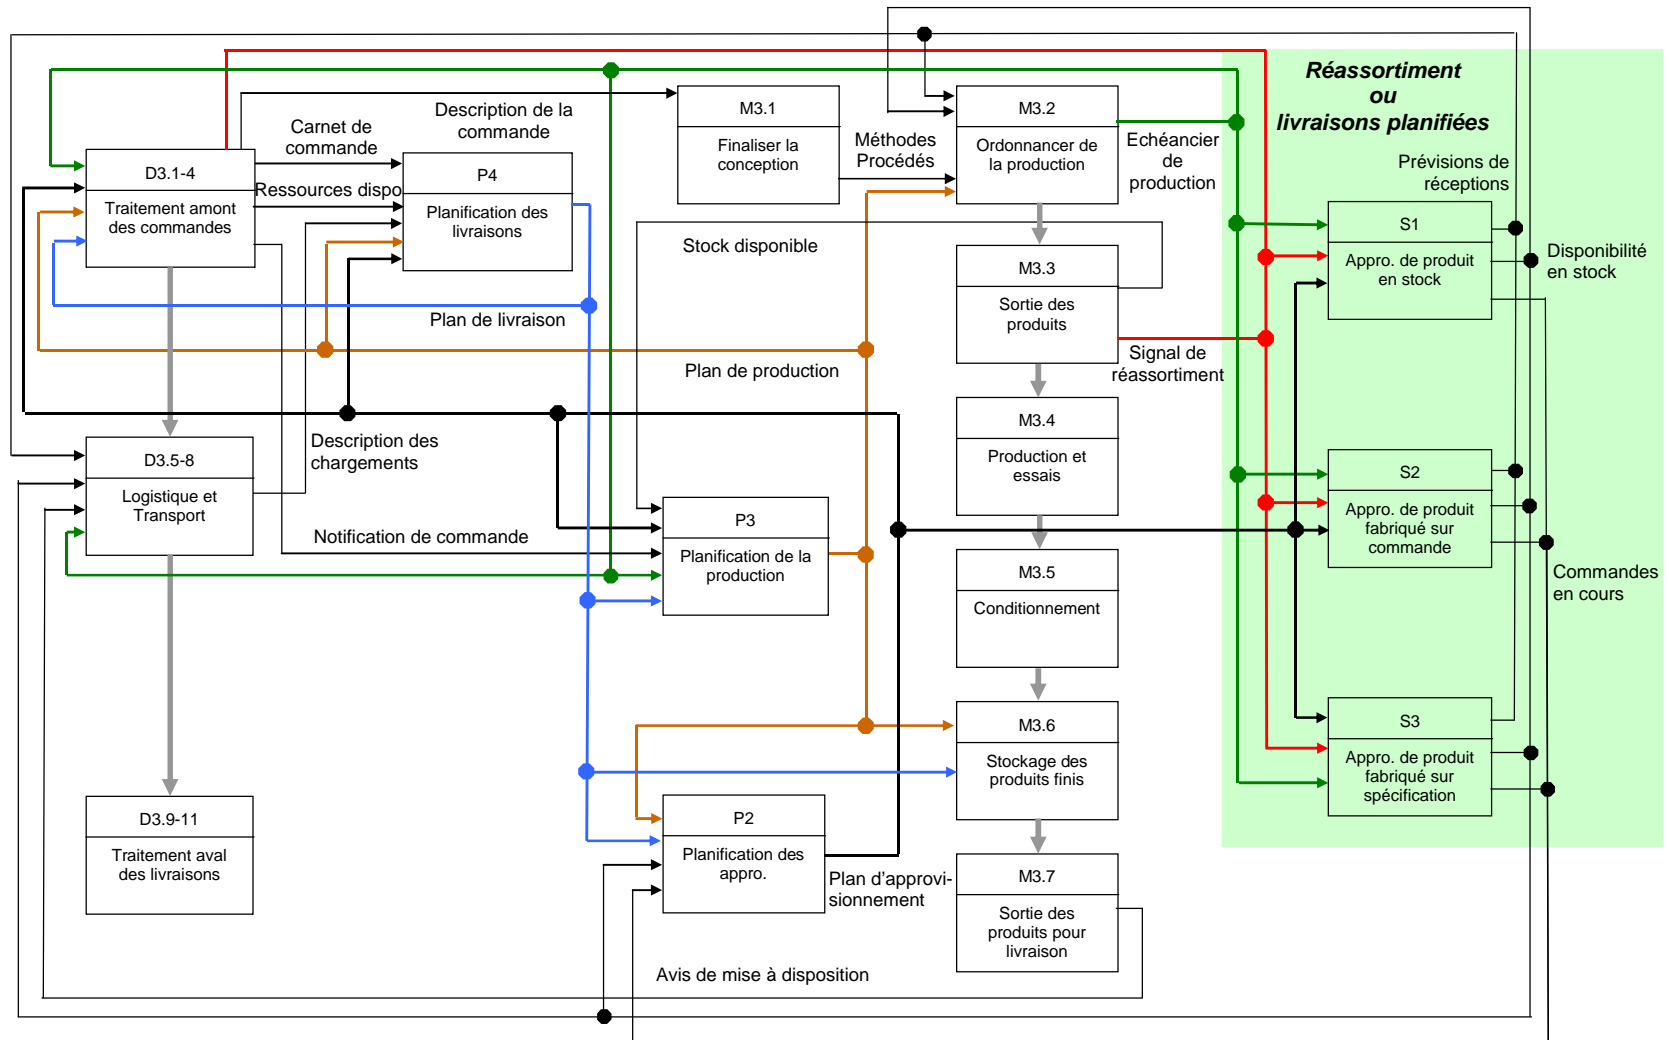 Réassortiment
ou
livraisons planifiées
D3.1-4
Traitement amont
des commandes
Carnet de
commande
Ressources dispo
Description de la
commande
P4
Planification des
livraisons
M3.1
Finaliser la
conception
Méthodes
Procédés
M3.2
Ordonnancer de
la production
Echéancier
de
production
Prévisions de
réceptions
S1
Appro. de produit
en stock
Disponibilité
en stock
Stock disponible
M3.3
Sortie des
produits
Plan de livraison
Plan de production
Signal de
réassortiment
M3.4
Production et
essais
Description des
chargements
D3.5-8
Logistique et
Transport
Notification de commande
P3
Planification de la
production
S2
Appro. de produit
fabriqué sur
commande
Commandes
en cours
M3.5
Conditionnement
M3.6
Stockage des
produits finis
S3
Appro. de produit
fabriqué sur
spécification
D3.9-11
Traitement aval
des livraisons
P2
Planification des
appro.
Plan d’approvi-
sionnement
M3.7
Sortie des
produits pour
livraison
Avis de mise à disposition